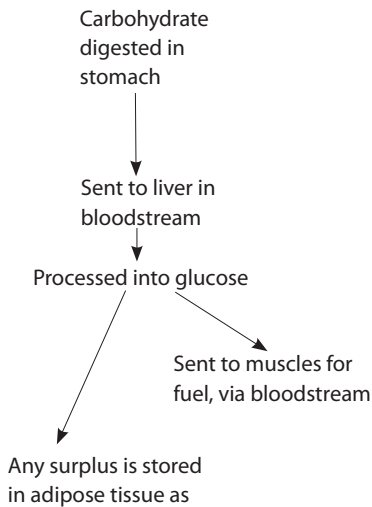 Carbohydrate
digested in
stomach
Sent to liver in
bloodstream
Processed into glucose
Sent to muscles for
fuel, via bloodstream
Any surplus is stored
in adipose tissue as